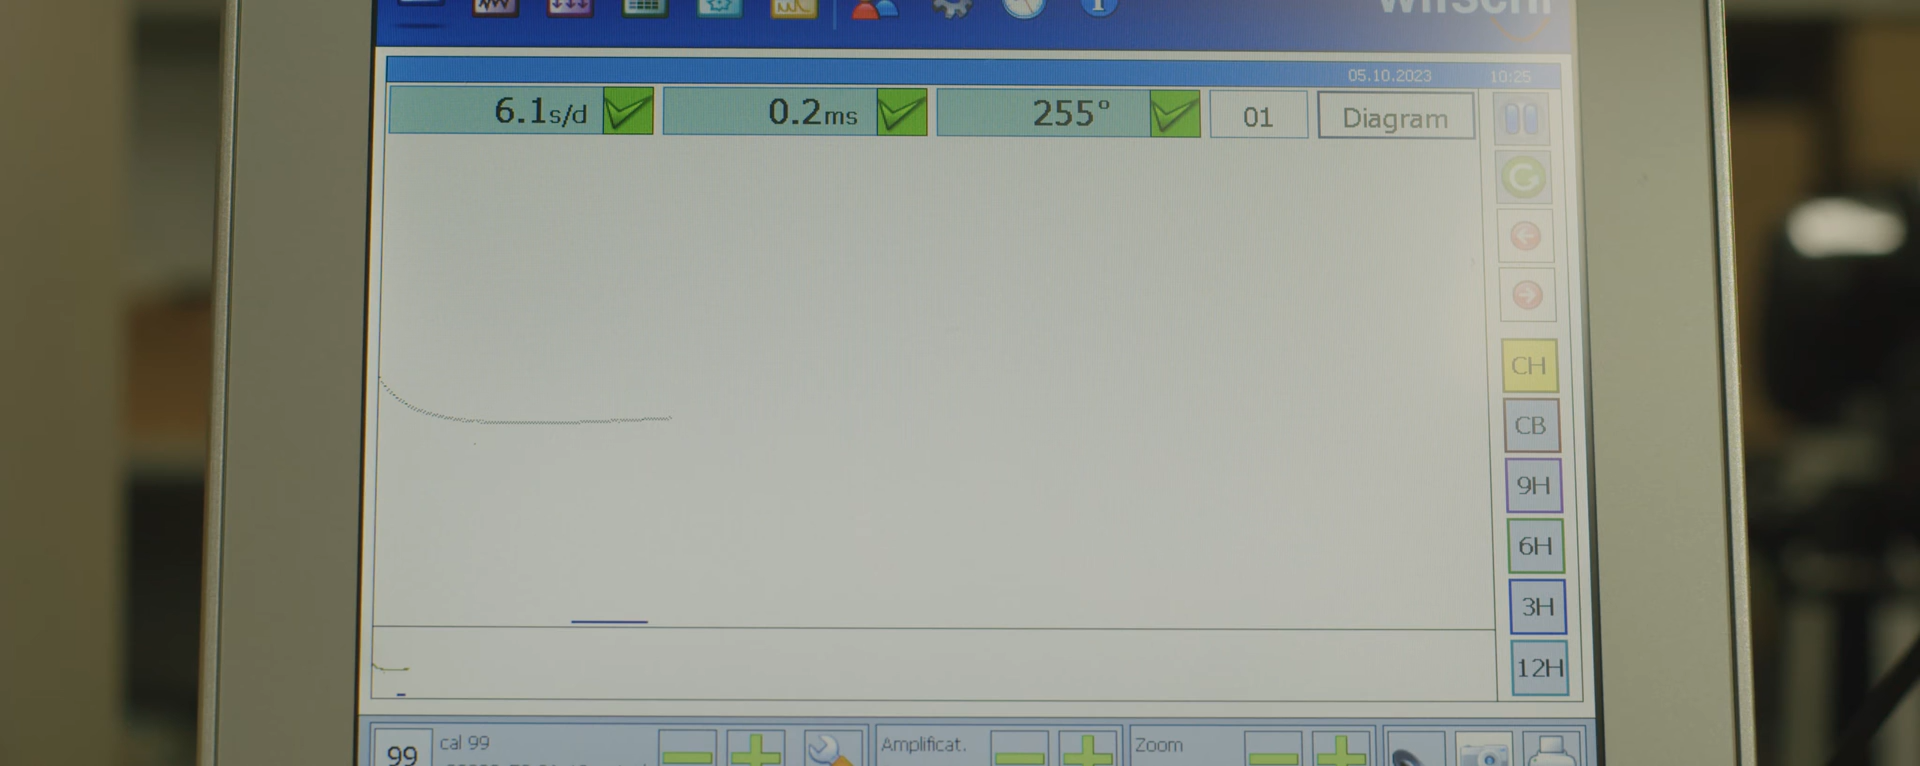 witschi
05.10.2023 10:25
6.1s/d 0.2ms 255° 01 Diagram
CH
CB
9H
6H
3H
12H
99 cal 99 Amplificat. Zoom